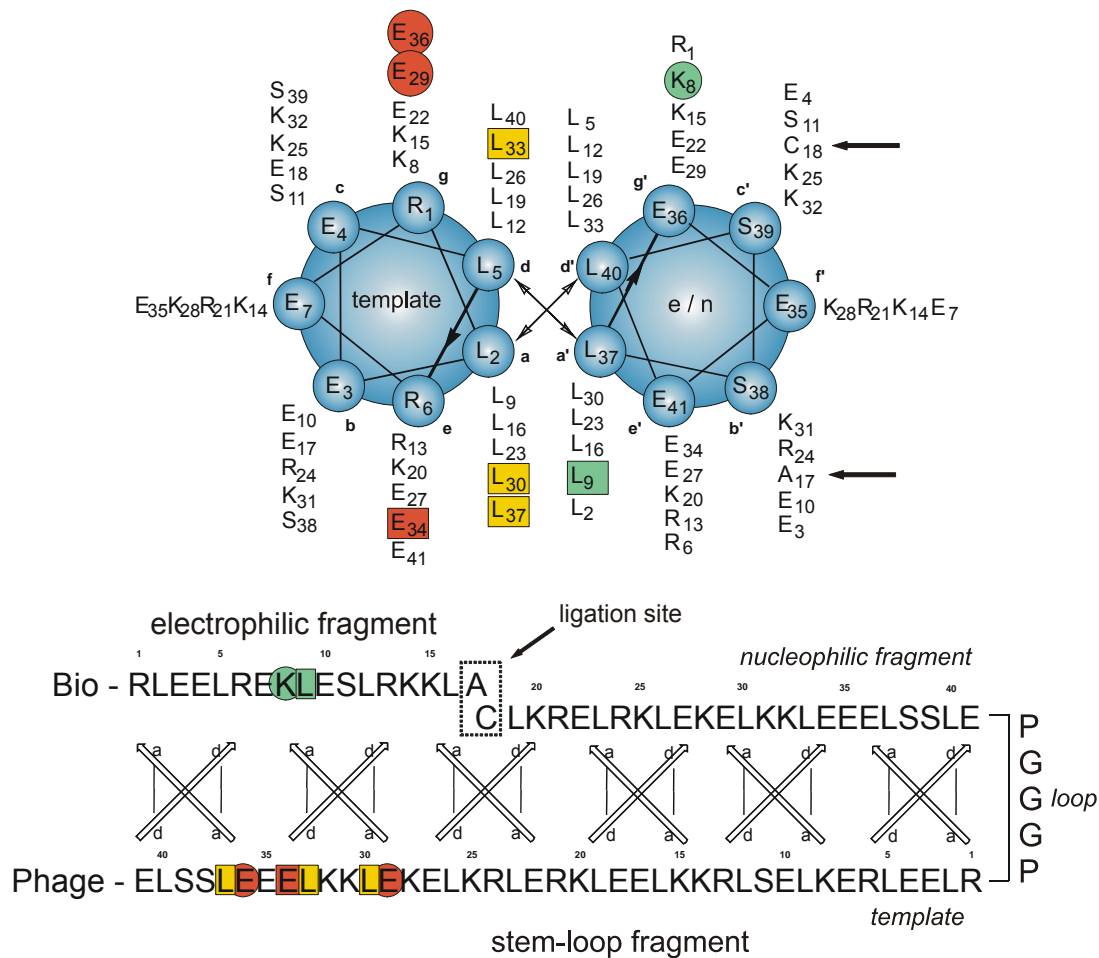 E36
E29
E22
K15
K8
g
S39
K32
K25
E18
S11
c
L40
L33
L26
L19
L12
L5
L12
L19
L26
L33
R1
K8
K15
E22
E29
g'
E4
S11
C18
K25
K32
c'
R1
E4
L5
d
f
E7
template
L2
a
E3
b
R6
e
E35K28R21K14
E36
S39
d'
L40
e / n
f'
E35
a'
L37
E41
e'
S38
b'
K28R21K14E7
E10
E17
R24
K31
S38
R13
K20
E27
E34
E41
L9
L16
L23
L30
L37
L30
L23
L16
L9
L2
E34
E27
K20
R13
R6
K31
R24
A17
E10
E3
electrophilic fragment
ligation site
1 5 10 15
nucleophilic fragment
Bio - RLEELREKLESLRKKLA
20 25 30 35 40
CLKRELRKLEKELKKLEEELSSLE
P
G
G
G
P
loop
a d a d a d a d a d a d
d a d a d a d a d a d a
40 35 30 25 20 15 10 5 1
Phage - ELSSLEEELKKLEKELKRLERKLEELKKRLSELKERLEELR
template
stem-loop fragment